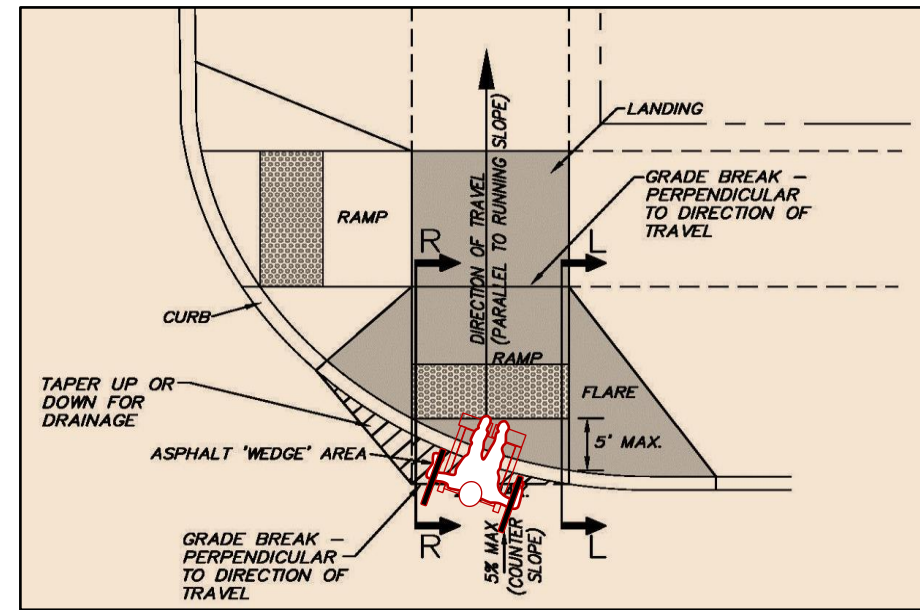 LANDING
GRADE BREAK –
PERPENDICULAR
TO DIRECTION OF
TRAVEL
DIRECTION OF TRAVEL
(PARALLEL TO RUNNING SLOPE)
RAMP
R
L
CURB
RAMP
TAPER UP OR
DOWN FOR
DRAINAGE
FLARE
5' MAX.
ASPHALT 'WEDGE' AREA
GRADE BREAK –
PERPENDICULAR
TO DIRECTION OF
TRAVEL
R
L
5% MAX
(COUNTER
SLOPE)